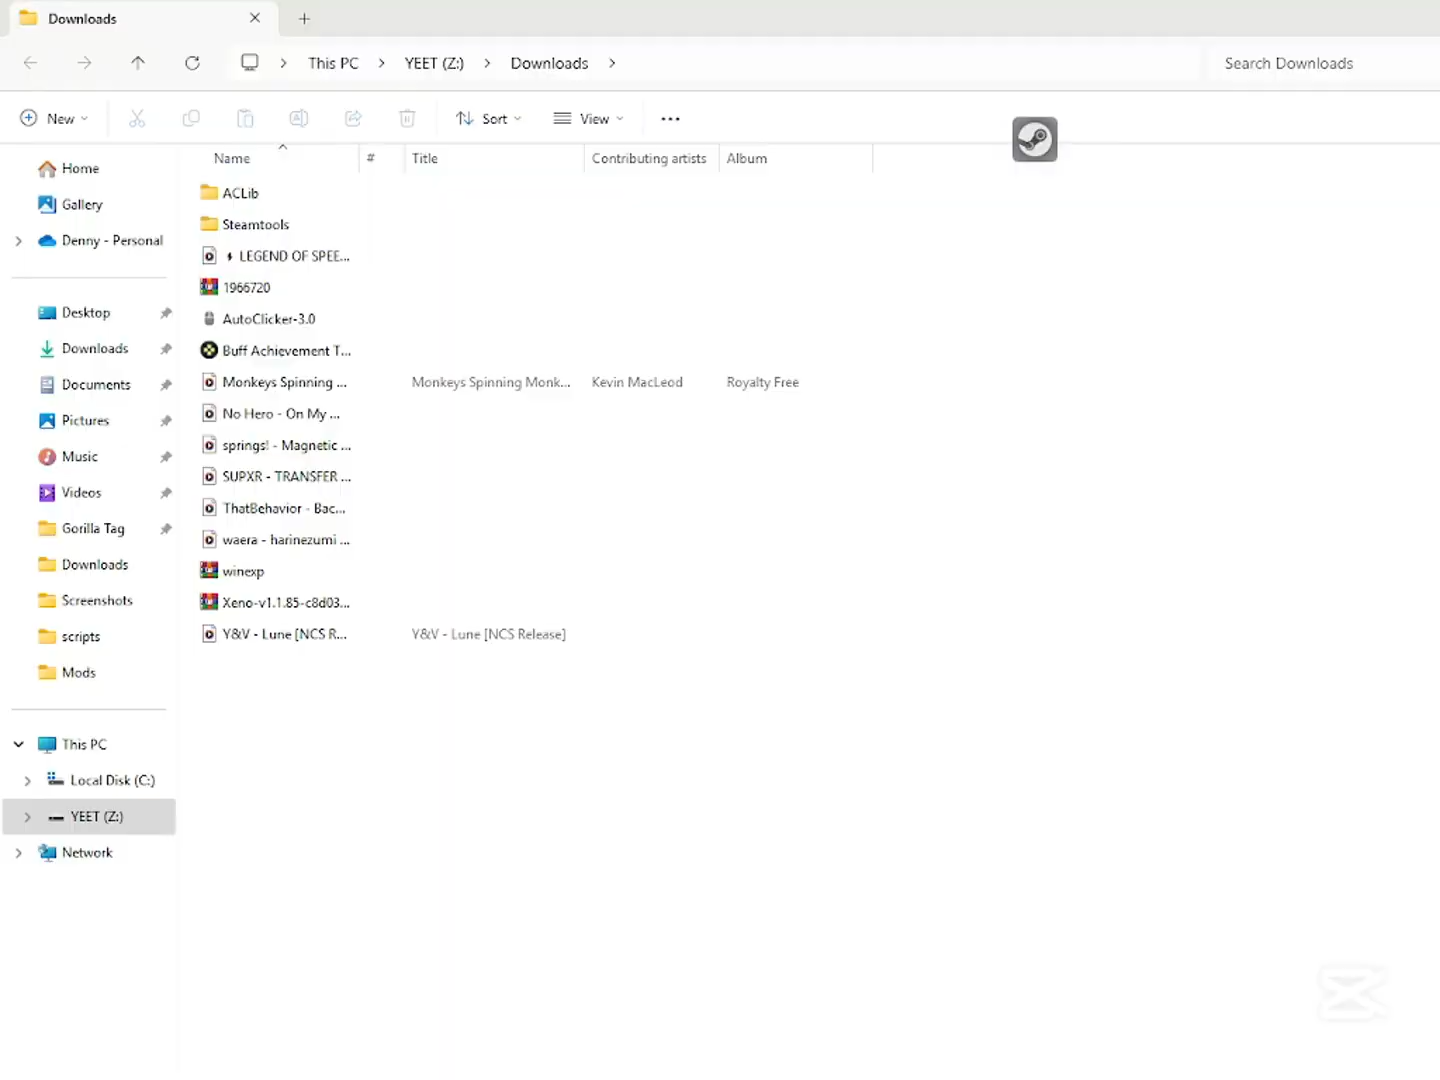 Downloads
This PC > YEET (Z:) > Downloads >
Search Downloads
New
Sort
View
Name
#
Title
Contributing artists
Album
Home
Gallery
Denny - Personal
Desktop
Downloads
Documents
Pictures
Music
Videos
Gorilla Tag
Downloads
Screenshots
scripts
Mods
This PC
Local Disk (C:)
YEET (Z:)
Network
ACLib
Steamtools
LEGEND OF SPEE...
1966720
AutoClicker-3.0
Buff Achievement T...
Monkeys Spinning ... Monkeys Spinning Monk... Kevin MacLeod Royalty Free
No Hero - On My ...
springs! - Magnetic ...
SUPXR - TRANSFER ...
ThatBehavior - Bac...
waera - harinezumi ...
winexp
Xeno-v1.1.85-c8d03...
Y&V - Lune [NCS R... Y&V - Lune [NCS Release]